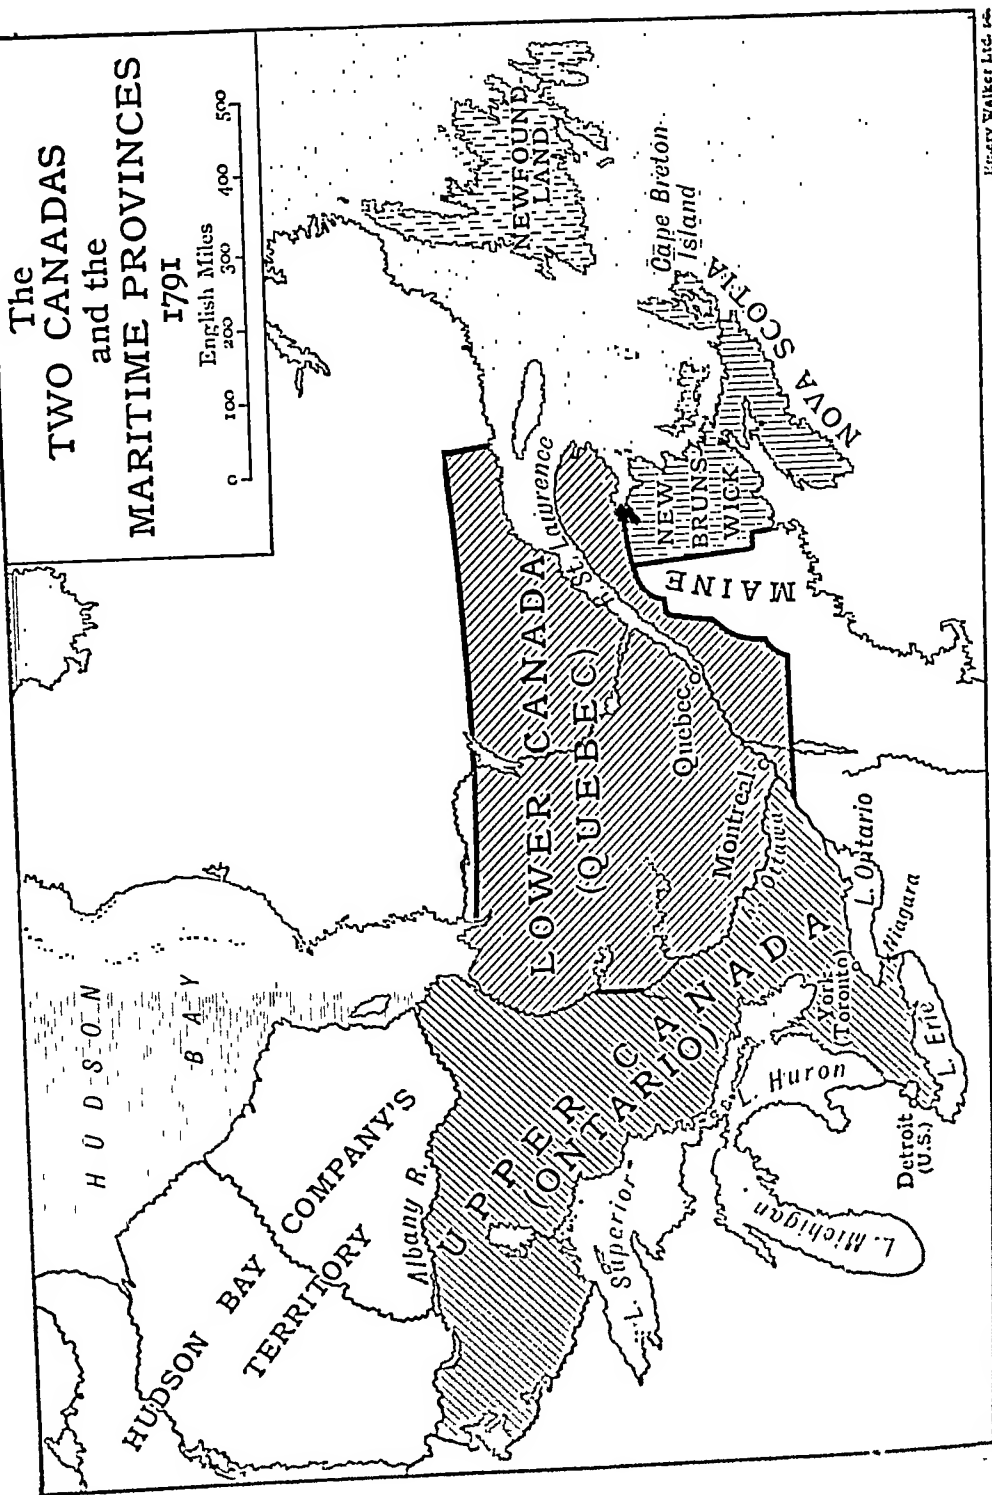 The
TWO CANADAS
and the
MARITIME PROVINCES
1791
English Miles
0 100 200 300 400 500
HUDSON
BAY
HUDSON BAY COMPANY'S
TERRITORY
Albany R.
UPPER CANADA
(ONTARIO)
LOWER CANADA
(QUEBEC)
R. St. Lawrence
Quebec
Montreal
Ottawa
NEWFOUND-
LAND
Cape Breton
Island
NOVA SCOTIA
NEW
BRUNS
WICK
MAINE
L. Superior
L. Michigan
L. Huron
York
(Toronto)
L. Ontario
Niagara
L. Erie
Detroit
(U.S.)